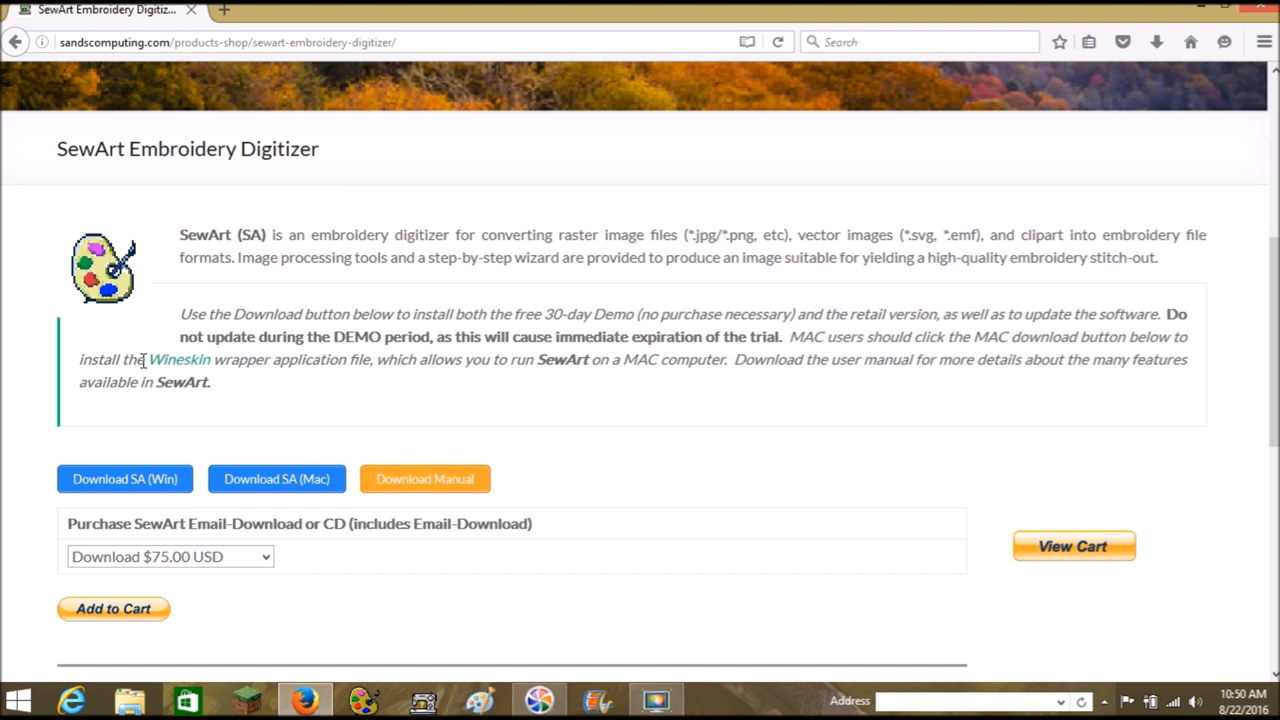 SewArt Embroidery Digitiz...
sandscomputing.com/products-shop/sewart-embroidery-digitizer/
Search
SewArt Embroidery Digitizer
SewArt (SA) is an embroidery digitizer for converting raster image files (*.jpg/*.png, etc), vector images (*.svg, *.emf), and clipart into embroidery file
formats. Image processing tools and a step-by-step wizard are provided to produce an image suitable for yielding a high-quality embroidery stitch-out.
Use the Download button below to install both the free 30-day Demo (no purchase necessary) and the retail version, as well as to update the software. Do
not update during the DEMO period, as this will cause immediate expiration of the trial. MAC users should click the MAC download button below to
install the Wineskin wrapper application file, which allows you to run SewArt on a MAC computer. Download the user manual for more details about the many features
available in SewArt.
Download SA (Win) Download SA (Mac) Download Manual
Purchase SewArt Email-Download or CD (includes Email-Download)
View Cart
Download $75.00 USD
Add to Cart
10:50 AM
Address
8/22/2016